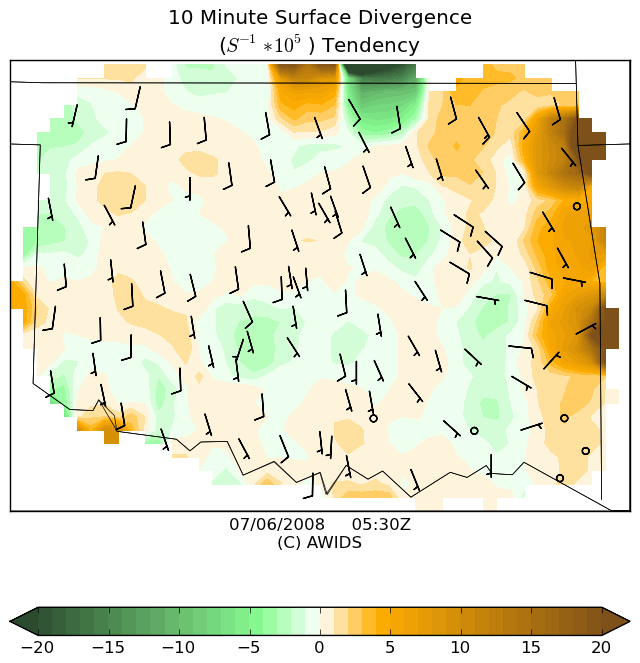 10 Minute Surface Divergence
(S⁻¹ *10⁵ ) Tendency
07/06/2008 05:30Z
(C) AWIDS
−20 −15 −10 −5 0 5 10 15 20